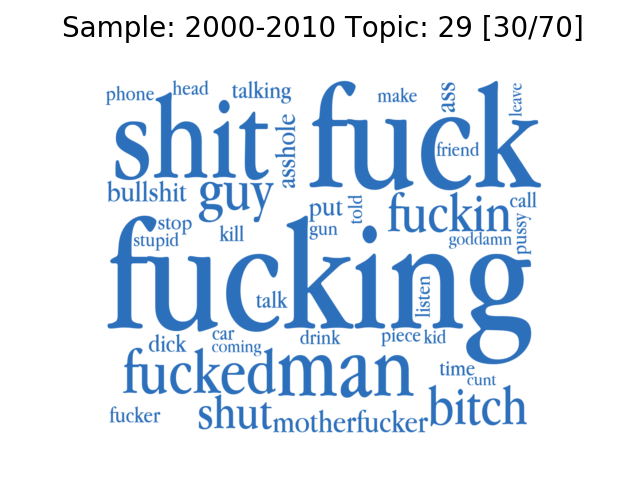 Sample: 2000-2010 Topic: 29 [30/70]
phone head talking make ass leave
shit asshole fuck
friend
bullshit guy put told fuckin call
stop gun goddamn pussy
stupid kill
fucking
talk listen
dick car coming drink piece kid
fucked man time
cunt
fucker shut motherfucker bitch